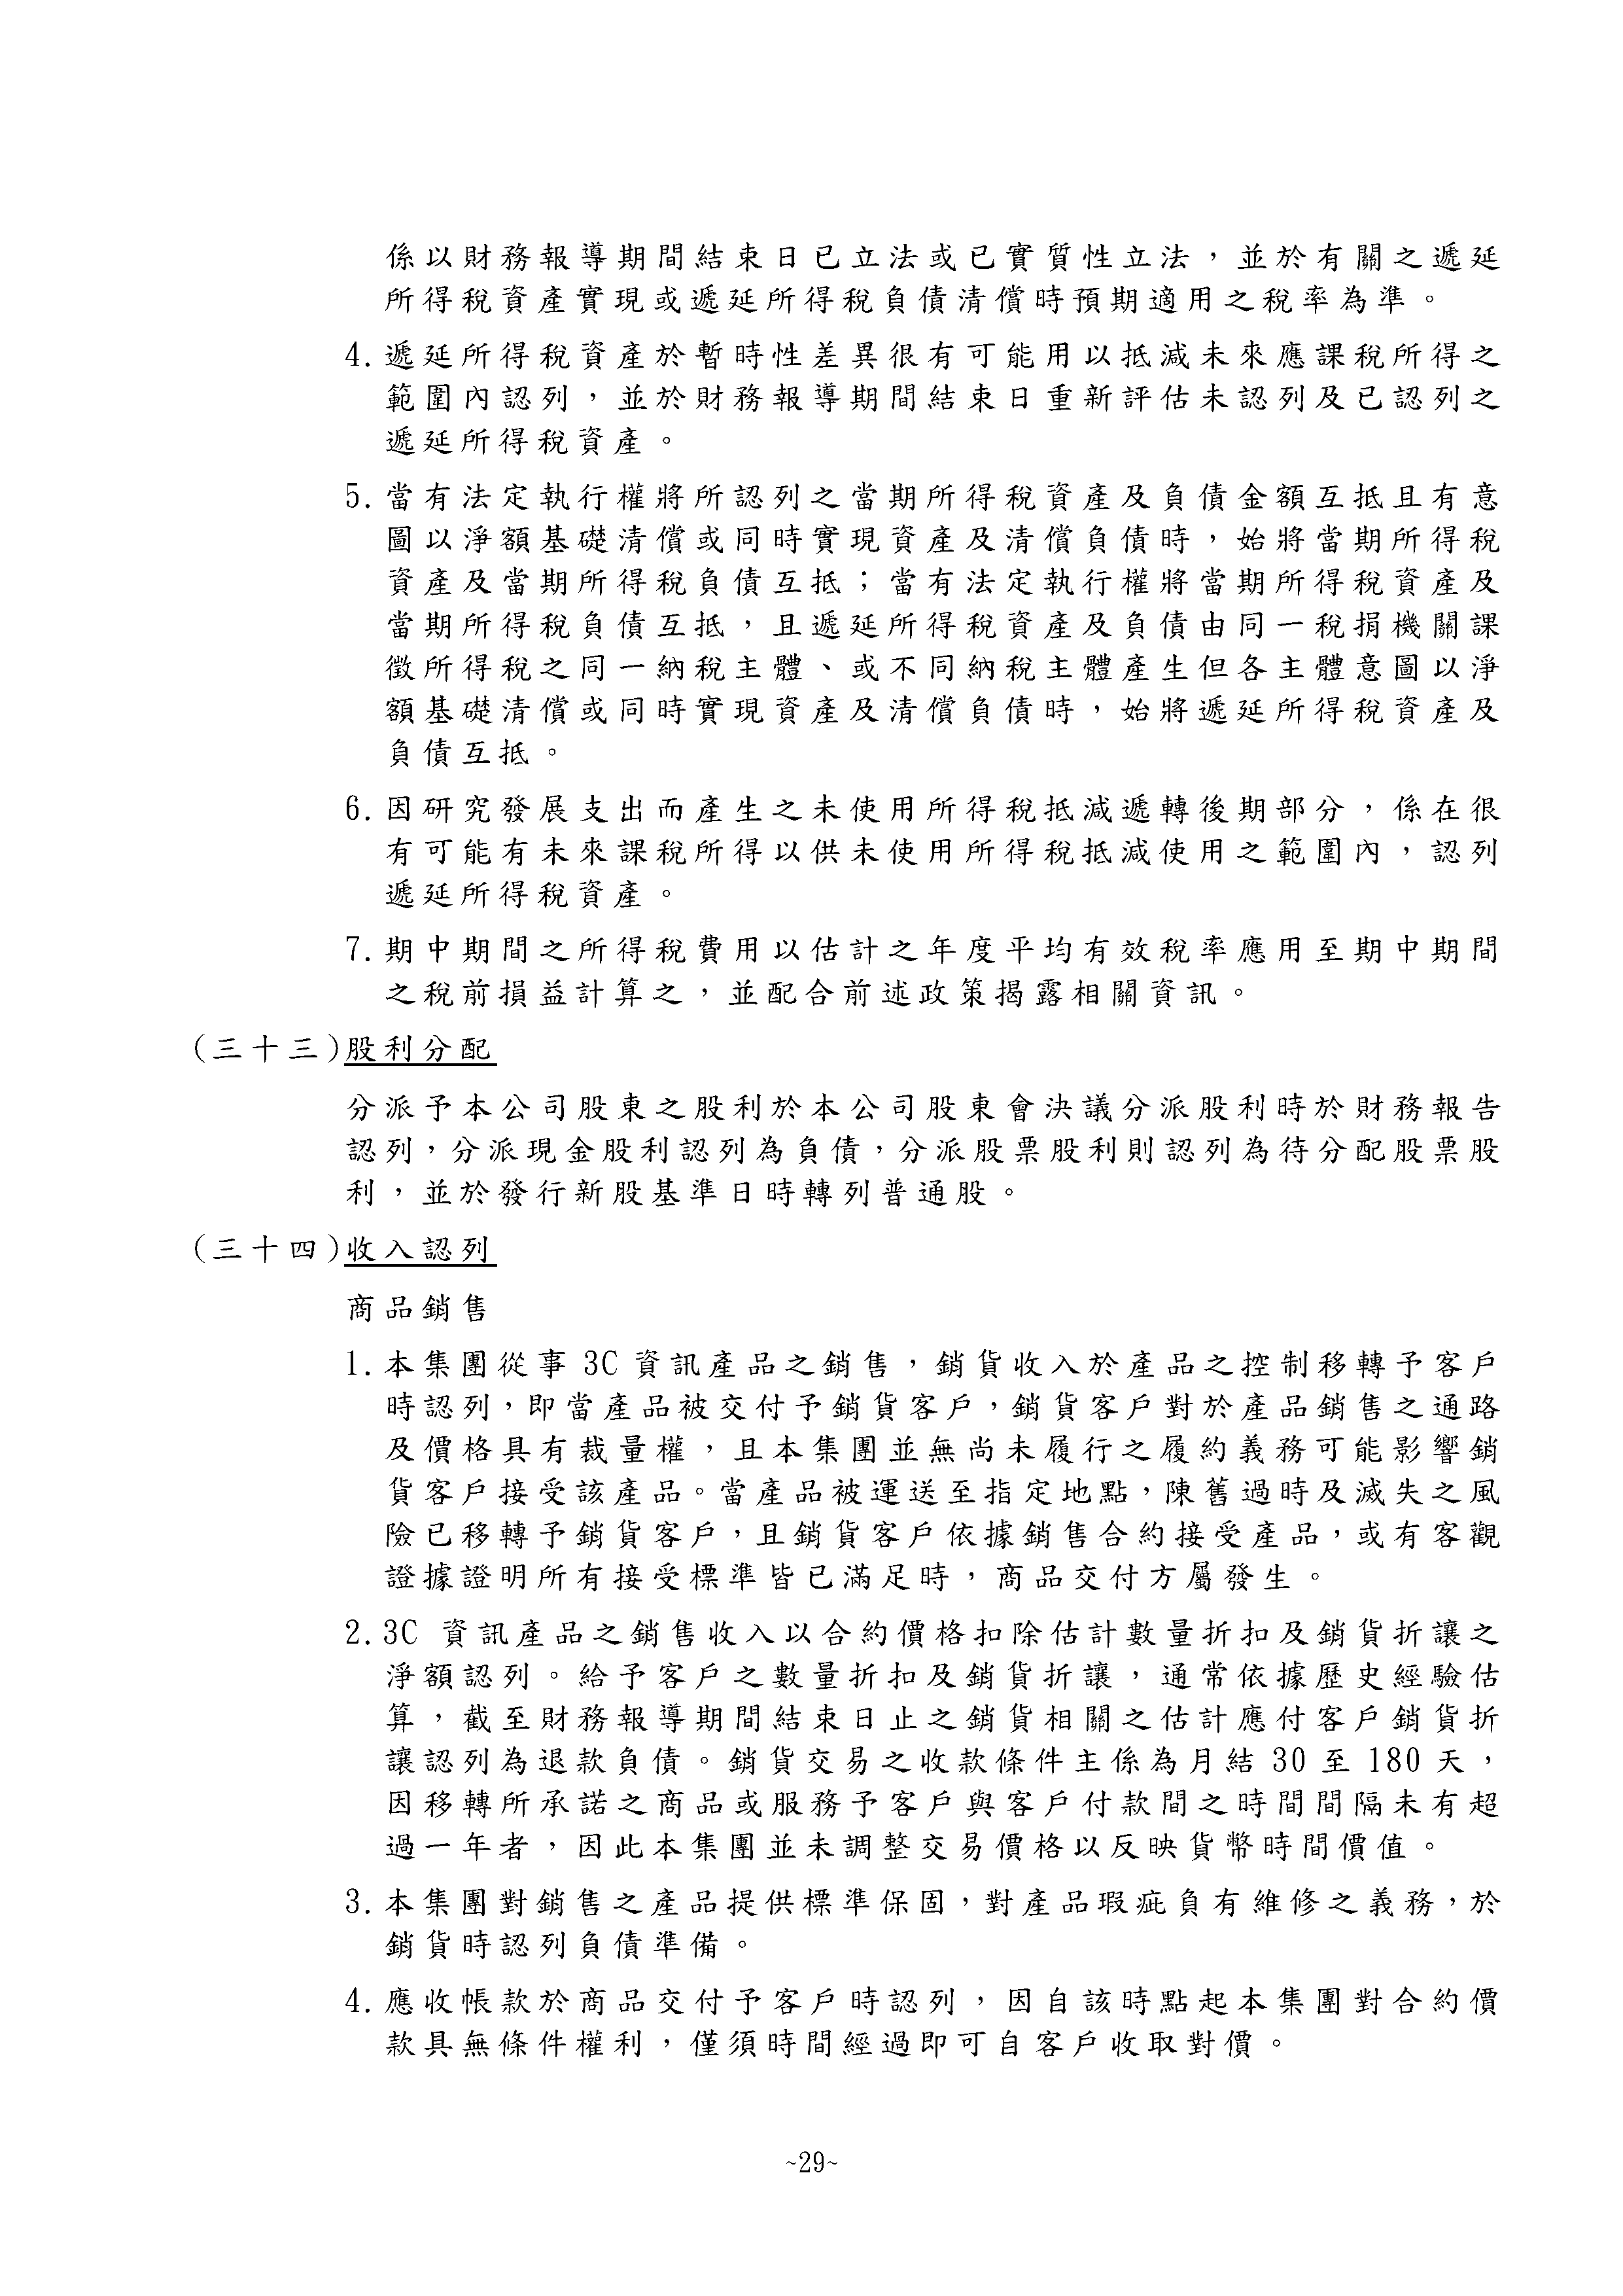 係以財務報導期間結束日已立法或已實質性立法，並於有關之遞延
所得稅資產實現或遞延所得稅負債清償時預期適用之稅率為準。
4.遞延所得稅資產於暫時性差異很有可能用以抵減未來應課稅所得之
範圍內認列，並於財務報導期間結束日重新評估未認列及已認列之
遞延所得稅資產。
5.當有法定執行權將所認列之當期所得稅資產及負債金額互抵且有意
圖以淨額基礎清償或同時實現資產及清償負債時，始將當期所得稅
資產及當期所得稅負債互抵；當有法定執行權將當期所得稅資產及
當期所得稅負債互抵，且遞延所得稅資產及負債由同一稅捐機關課
徵所得稅之同一納稅主體、或不同納稅主體產生但各主體意圖以淨
額基礎清償或同時實現資產及清償負債時，始將遞延所得稅資產及
負債互抵。
6.因研究發展支出而產生之未使用所得稅抵減遞轉後期部分，係在很
有可能有未來課稅所得以供未使用所得稅抵減使用之範圍內，認列
遞延所得稅資產。
7.期中期間之所得稅費用以估計之年度平均有效稅率應用至期中期間
之稅前損益計算之，並配合前述政策揭露相關資訊。
(三十三)股利分配
分派予本公司股東之股利於本公司股東會決議分派股利時於財務報告
認列，分派現金股利認列為負債，分派股票股利則認列為待分配股票股
利，並於發行新股基準日時轉列普通股。
(三十四)收入認列
商品銷售
1.本集團從事 3C 資訊產品之銷售，銷貨收入於產品之控制移轉予客戶
時認列，即當產品被交付予銷貨客戶，銷貨客戶對於產品銷售之通路
及價格具有裁量權，且本集團並無尚未履行之履約義務可能影響銷
貨客戶接受該產品。當產品被運送至指定地點，陳舊過時及滅失之風
險已移轉予銷貨客戶，且銷貨客戶依據銷售合約接受產品，或有客觀
證據證明所有接受標準皆已滿足時，商品交付方屬發生。
2.3C 資訊產品之銷售收入以合約價格扣除估計數量折扣及銷貨折讓之
淨額認列。給予客戶之數量折扣及銷貨折讓，通常依據歷史經驗估
算，截至財務報導期間結束日止之銷貨相關之估計應付客戶銷貨折
讓認列為退款負債。銷貨交易之收款條件主係為月結 30 至 180 天，
因移轉所承諾之商品或服務予客戶與客戶付款間之時間間隔未有超
過一年者，因此本集團並未調整交易價格以反映貨幣時間價值。
3.本集團對銷售之產品提供標準保固，對產品瑕疵負有維修之義務，於
銷貨時認列負債準備。
4.應收帳款於商品交付予客戶時認列，因自該時點起本集團對合約價
款具無條件權利，僅須時間經過即可自客戶收取對價。
~29~